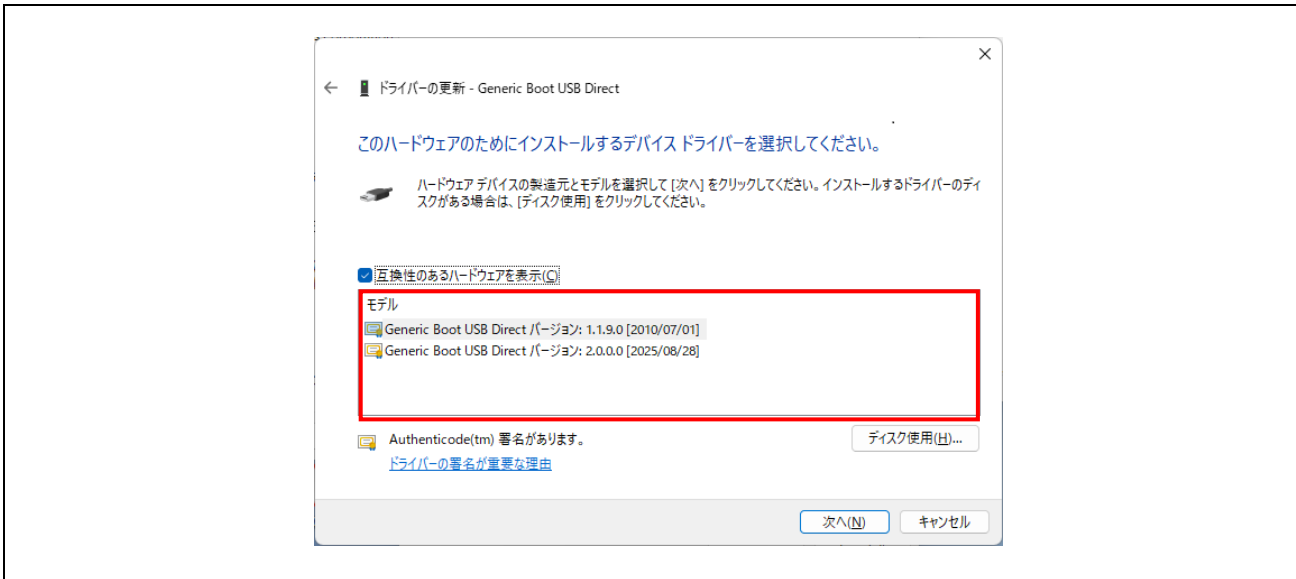 ドライバーの更新 - Generic Boot USB Direct
このハードウェアのためにインストールするデバイス ドライバーを選択してください。
ハードウェア デバイスの製造元とモデルを選択して [次へ] をクリックしてください。インストールするドライバーのディ
スクがある場合は、[ディスク使用] をクリックしてください。
互換性のあるハードウェアを表示(C)
モデル
Generic Boot USB Direct バージョン: 1.1.9.0 [2010/07/01]
Generic Boot USB Direct バージョン: 2.0.0.0 [2025/08/28]
Authenticode(tm) 署名があります。
ディスク使用(H)...
ドライバーの署名が重要な理由
次へ(N)
キャンセル